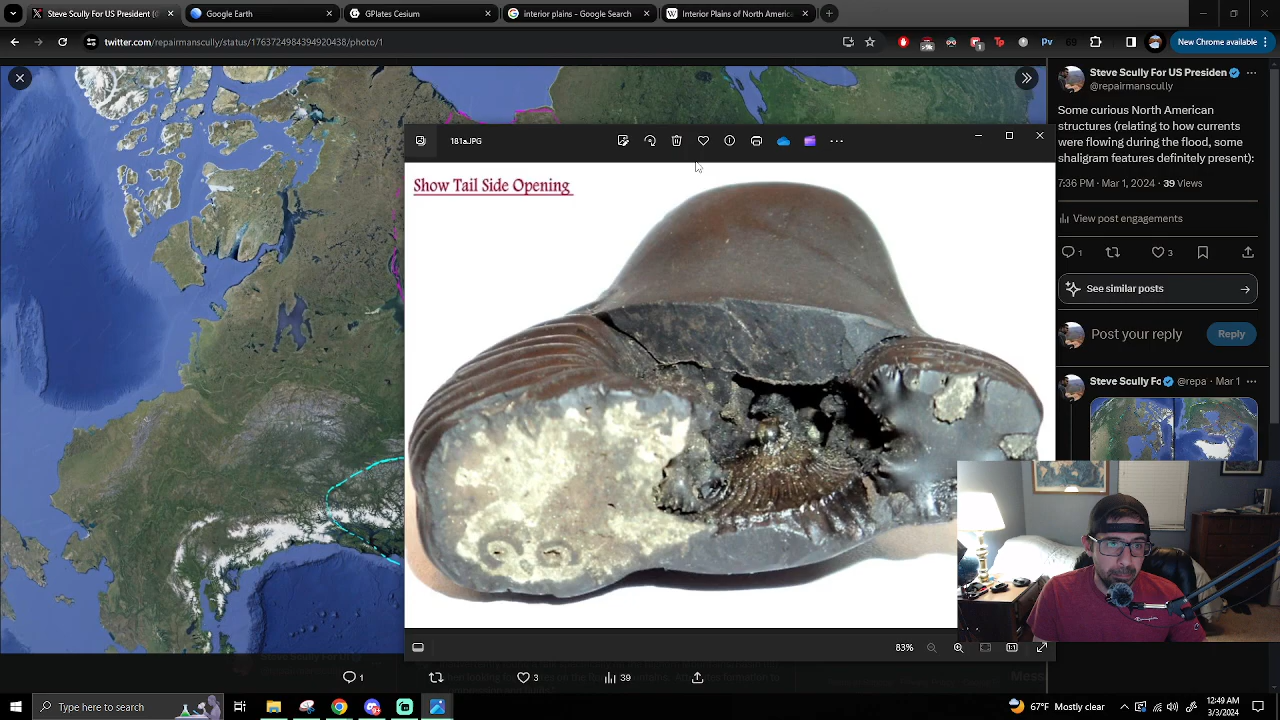 Steve Scully For US President (
Google Earth
GPlates Cesium
interior plains - Google Search
Interior Plains of North Americ
twitter.com/repairmanscully/status/1763724984394920438/photo/1
New Chrome available
Steve Scully For US Presiden
@repairmanscully
Some curious North American
structures (relating to how currents
were flowing during the flood, some
shaligram features definitely present):
7:36 PM · Mar 1, 2024 · 39 Views
View post engagements
1
3
See similar posts
Post your reply
Reply
Steve Scully Fo @repa · Mar 1
181a.JPG
Show Tail Side Opening
83%
1
3
39
Type here to search
67°F Mostly clear
12:49 AM
3/3/2024